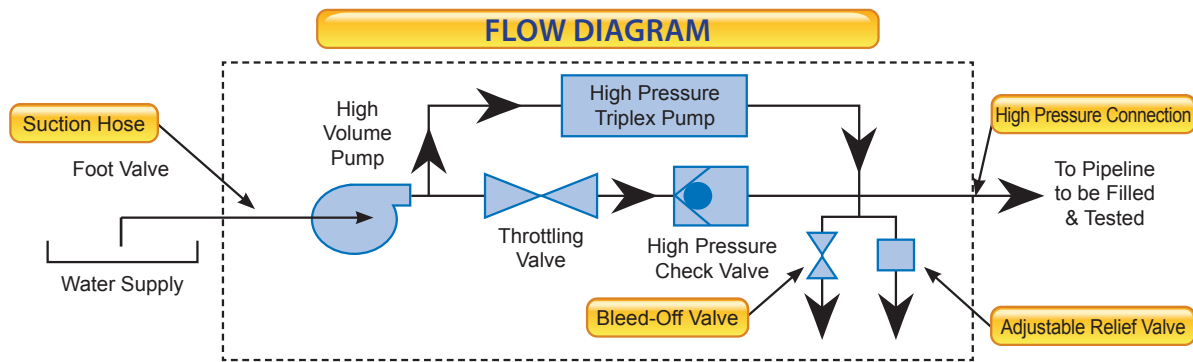 FLOW DIAGRAM
Suction Hose
Foot Valve
Water Supply
High
Volume
Pump
High Pressure
Triplex Pump
Throttling
Valve
High Pressure
Check Valve
Bleed-Off Valve
High Pressure Connection
To Pipeline
to be Filled
& Tested
Adjustable Relief Valve